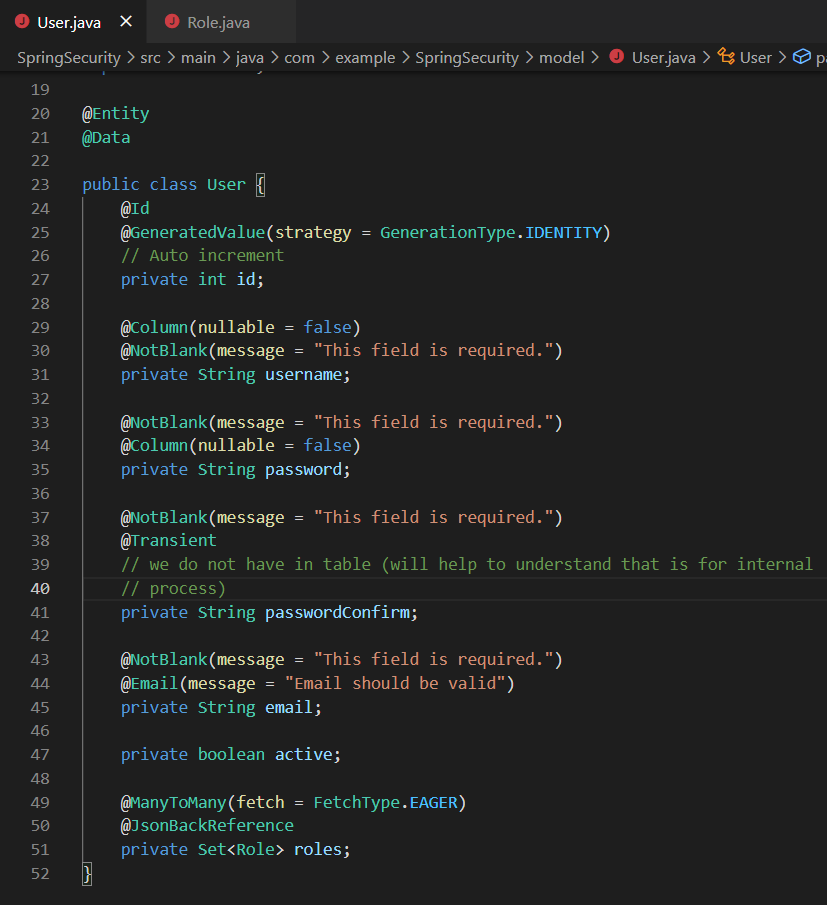 User.java
Role.java
SpringSecurity > src > main > java > com > example > SpringSecurity > model > User.java > User >
19
20 @Entity
21 @Data
22
23 public class User {
24 @Id
25 @GeneratedValue(strategy = GenerationType.IDENTITY)
26 // Auto increment
27 private int id;
28
29 @Column(nullable = false)
30 @NotBlank(message = "This field is required.")
31 private String username;
32
33 @NotBlank(message = "This field is required.")
34 @Column(nullable = false)
35 private String password;
36
37 @NotBlank(message = "This field is required.")
38 @Transient
39 // we do not have in table (will help to understand that is for internal
40 // process)
41 private String passwordConfirm;
42
43 @NotBlank(message = "This field is required.")
44 @Email(message = "Email should be valid")
45 private String email;
46
47 private boolean active;
48
49 @ManyToMany(fetch = FetchType.EAGER)
50 @JsonBackReference
51 private Set<Role> roles;
52 }